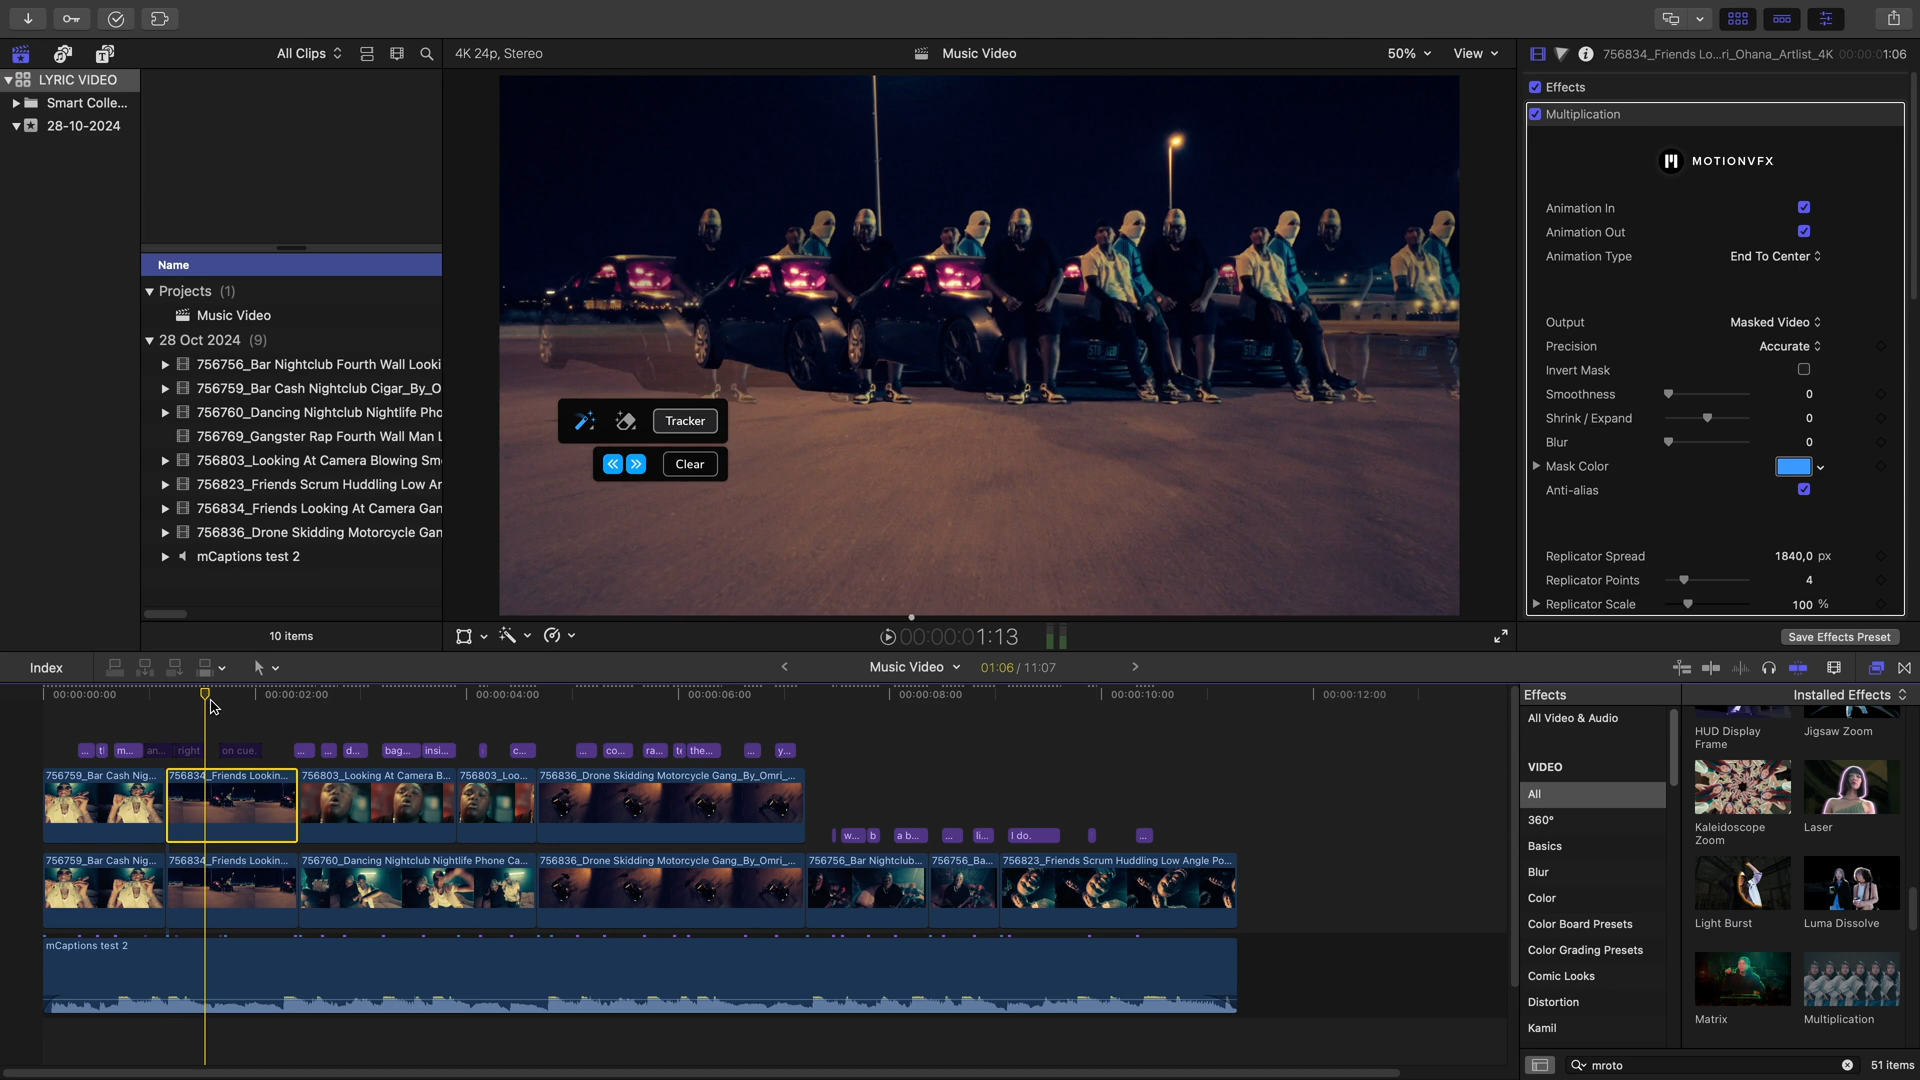 All Clips
4K 24p, Stereo
Music Video
50%
View
756834_Friends Lo...ri_Ohana_Artlist_4K
00:00:01:06
LYRIC VIDEO
Smart Colle...
28-10-2024
Name
Projects (1)
Music Video
28 Oct 2024 (9)
756756_Bar Nightclub Fourth Wall Looki
756759_Bar Cash Nightclub Cigar_By_O
756760_Dancing Nightclub Nightlife Pho
756769_Gangster Rap Fourth Wall Man L
756803_Looking At Camera Blowing Sm
756823_Friends Scrum Huddling Low Ar
756834_Friends Looking At Camera Gan
756836_Drone Skidding Motorcycle Gan
mCaptions test 2
10 items
Tracker
Clear
00:00:01:13
Effects
Multiplication
MOTIONVFX
Animation In
Animation Out
Animation Type End To Center
Output Masked Video
Precision Accurate
Invert Mask
Smoothness 0
Shrink / Expand 0
Blur 0
Mask Color
Anti-alias
Replicator Spread 1840,0 px
Replicator Points 4
Replicator Scale 100 %
Save Effects Preset
Index
Music Video
01:06 / 11:07
00:00:00:00
00:00:02:00
00:00:04:00
00:00:06:00
00:00:08:00
00:00:10:00
00:00:12:00
... m... an... right on cue. ... ... d... bag... insi... c... ... co... ra... the... ... y...
756759_Bar Cash Nig...
756834_Friends Lookin...
756803_Looking At Camera B...
756803_Loo...
756836_Drone Skidding Motorcycle Gang_By_Omri_...
w... b a b... ... li... I do. ...
756759_Bar Cash Nig...
756834_Friends Lookin...
756760_Dancing Nightclub Nightlife Phone Ca...
756836_Drone Skidding Motorcycle Gang_By_Omri_...
756756_Bar Nightclub...
756756_Ba...
756823_Friends Scrum Huddling Low Angle Po...
mCaptions test 2
Effects
Installed Effects
All Video & Audio
VIDEO
All
360°
Basics
Blur
Color
Color Board Presets
Color Grading Presets
Comic Looks
Distortion
Kamil
HUD Display
Frame
Jigsaw Zoom
Kaleidoscope
Zoom
Laser
Light Burst
Luma Dissolve
Matrix
Multiplication
mroto
51 items